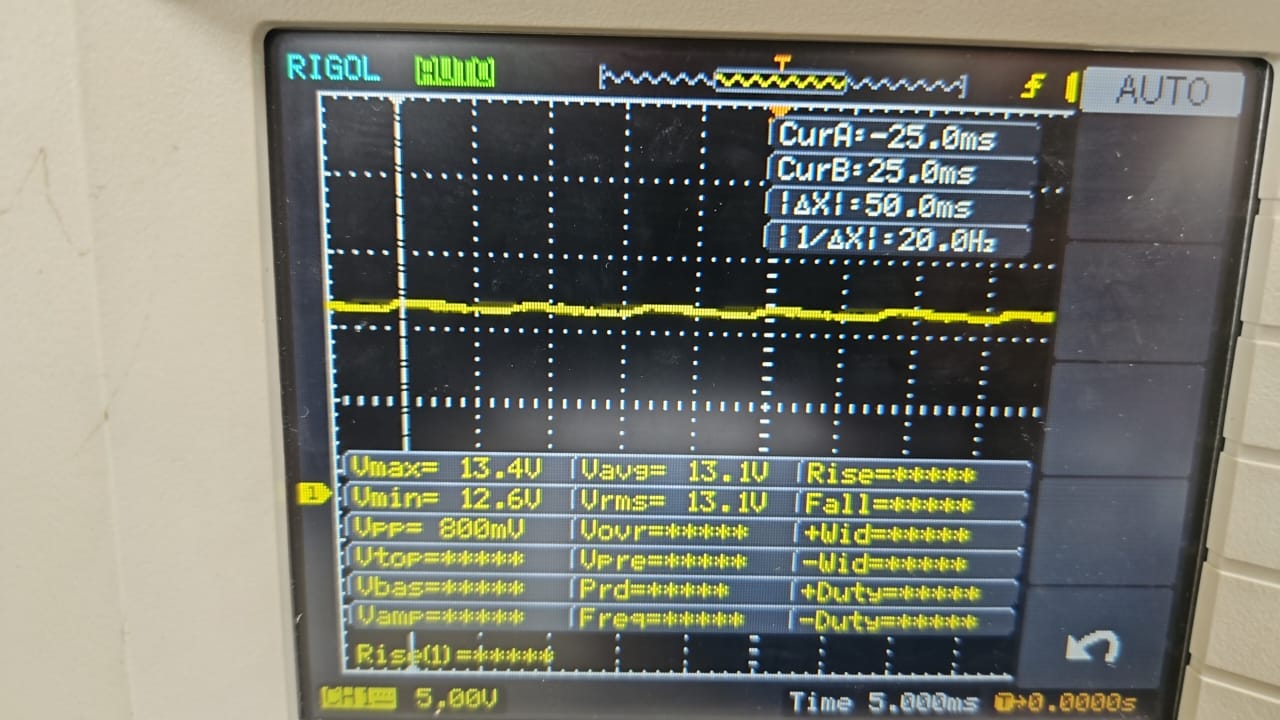 RIGOL
T
AUTO
CurA:-25.0ms
CurB:25.0ms
|ΔX|:50.0ms
|1/ΔX|:20.0Hz
Vmax= 13.4V Vavg= 13.1V Rise=*****
Vmin= 12.6V Vrms= 13.1V Fall=*****
1
Vpp= 800mV Vovr=***** +Wid=*****
Vtop=***** Vpre=***** -Wid=*****
Vbas=***** Prd=***** +Duty=*****
Vamp=***** Freq=***** -Duty=*****
Rise(1)=*****
CH1 5.00V Time 5.000ms T→0.0000s